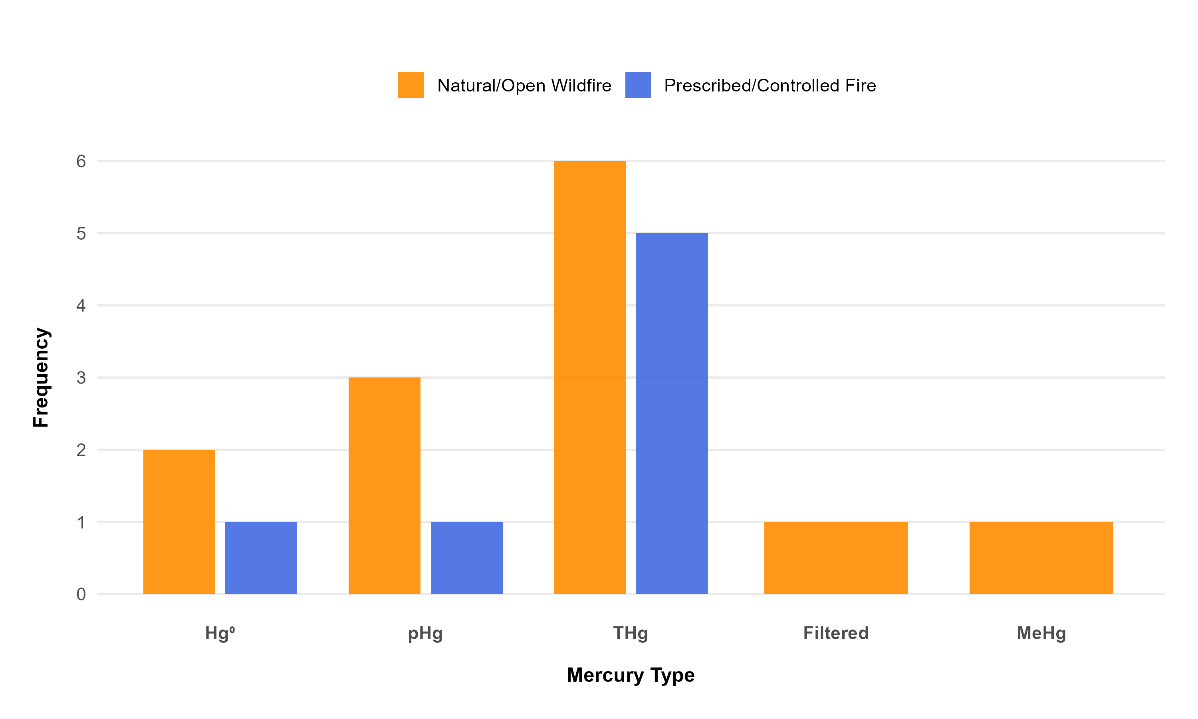 Natural/Open Wildfire Prescribed/Controlled Fire
6
5
4
3
2
1
0
Frequency
Hg⁰ pHg THg Filtered MeHg
Mercury Type